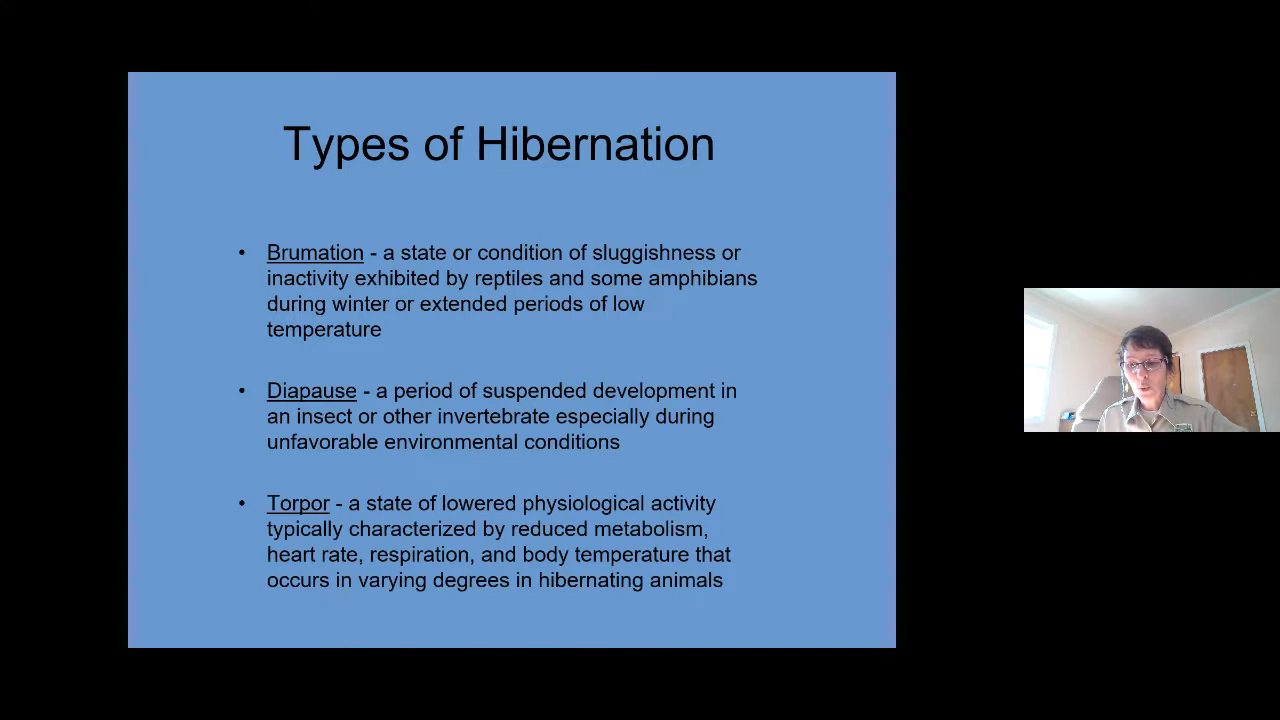 Types of Hibernation
• Brumation - a state or condition of sluggishness or
inactivity exhibited by reptiles and some amphibians
during winter or extended periods of low
temperature
• Diapause - a period of suspended development in
an insect or other invertebrate especially during
unfavorable environmental conditions
• Torpor - a state of lowered physiological activity
typically characterized by reduced metabolism,
heart rate, respiration, and body temperature that
occurs in varying degrees in hibernating animals